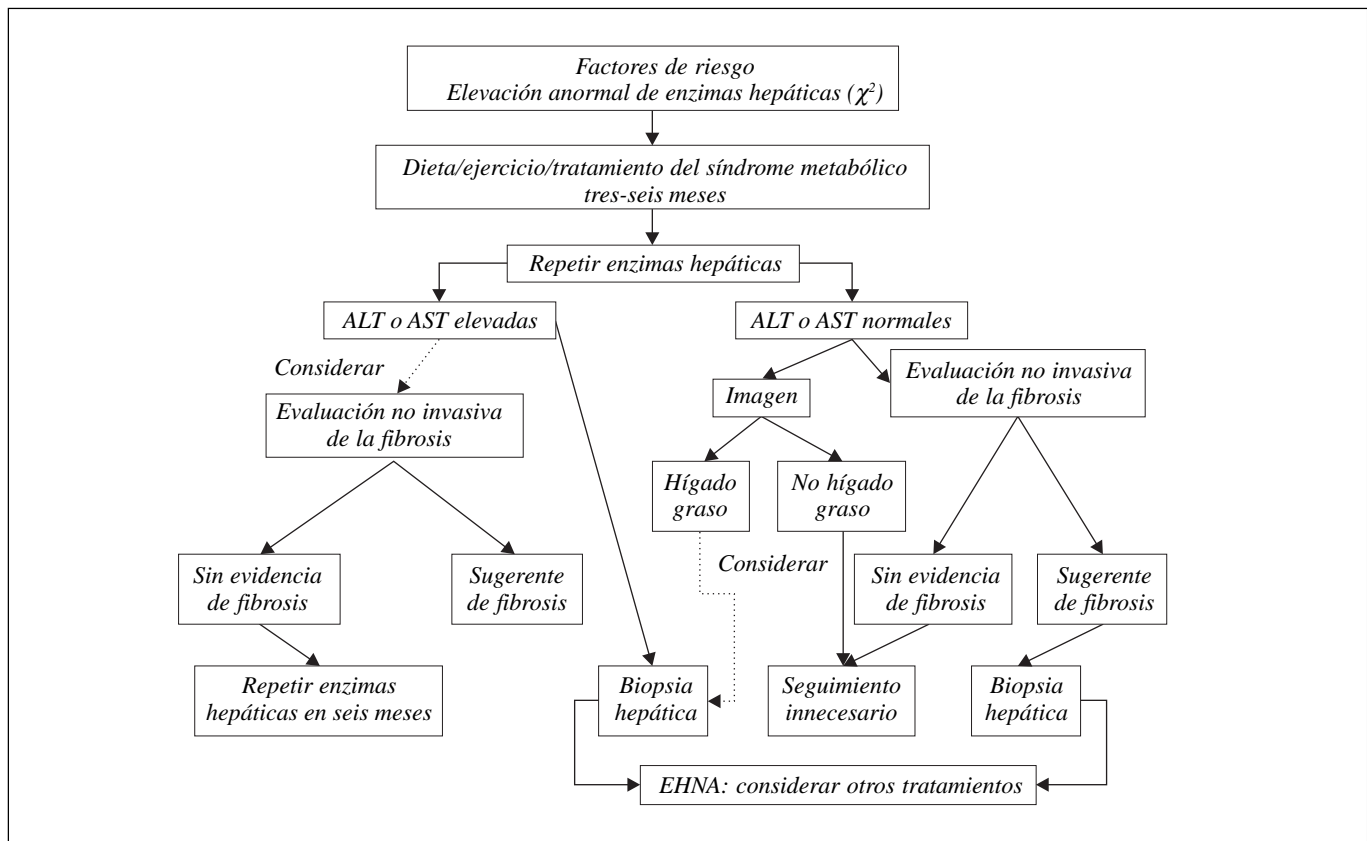 Factores de riesgo
Elevación anormal de enzimas hepáticas (χ²)
Dieta/ejercicio/tratamiento del síndrome metabólico
tres-seis meses
Repetir enzimas hepáticas
ALT o AST elevadas
ALT o AST normales
Considerar
Evaluación no invasiva
de la fibrosis
Imagen
Evaluación no invasiva
de la fibrosis
Hígado
graso
No hígado
graso
Considerar
Sin evidencia
de fibrosis
Sugerente
de fibrosis
Sin evidencia
de fibrosis
Sugerente
de fibrosis
Repetir enzimas
hepáticas en seis meses
Biopsia
hepática
Seguimiento
innecesario
Biopsia
hepática
EHNA: considerar otros tratamientos